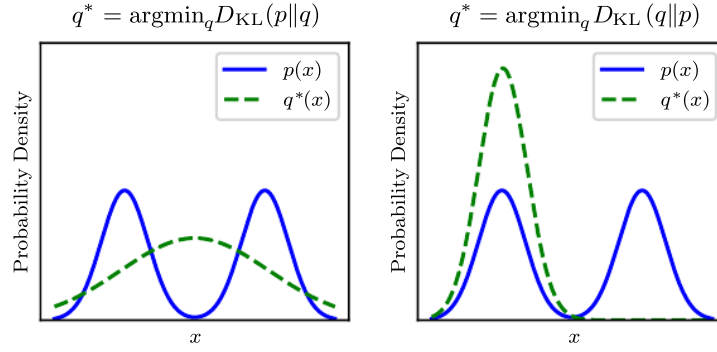 q* = argmin_q D_KL(p‖q)
p(x)
q*(x)
Probability Density
x
q* = argmin_q D_KL(q‖p)
p(x)
q*(x)
Probability Density
x